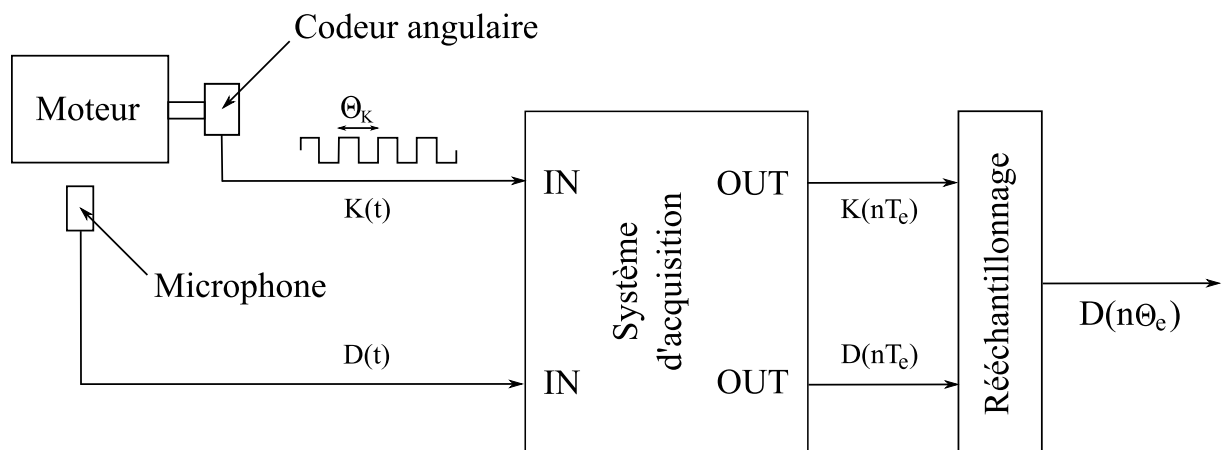 Codeur angulaire
Moteur
Θ_K
IN
OUT
K(t)
K(nT_e)
Microphone
Système
d'acquisition
Rééchantillonnage
D(nΘ_e)
D(t)
D(nT_e)
IN
OUT